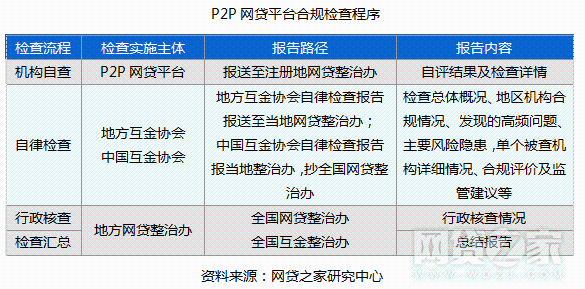 P2P 网贷平台合规检查程序
检查流程 检查实施主体 报告路径 报告内容
机构自查 P2P 网贷平台 报送至注册地网贷整治办 自评结果及检查详情
自律检查
地方互金协会
中国互金协会
地方互金协会自律检查报告
报送至当地网贷整治办；
中国互金协会自律检查报告
报当地整治办,抄全国网贷整
治办
检查总体概况、地区机构合
规情况、发现的高频问题、
主要风险隐患,单个被查机
构详细情况、合规评价及监
管建议等
行政核查 地方网贷整治办 全国网贷整治办 行政核查情况
检查汇总 全国互金整治办 总结报告
网贷之家
资料来源：网贷之家研究中心